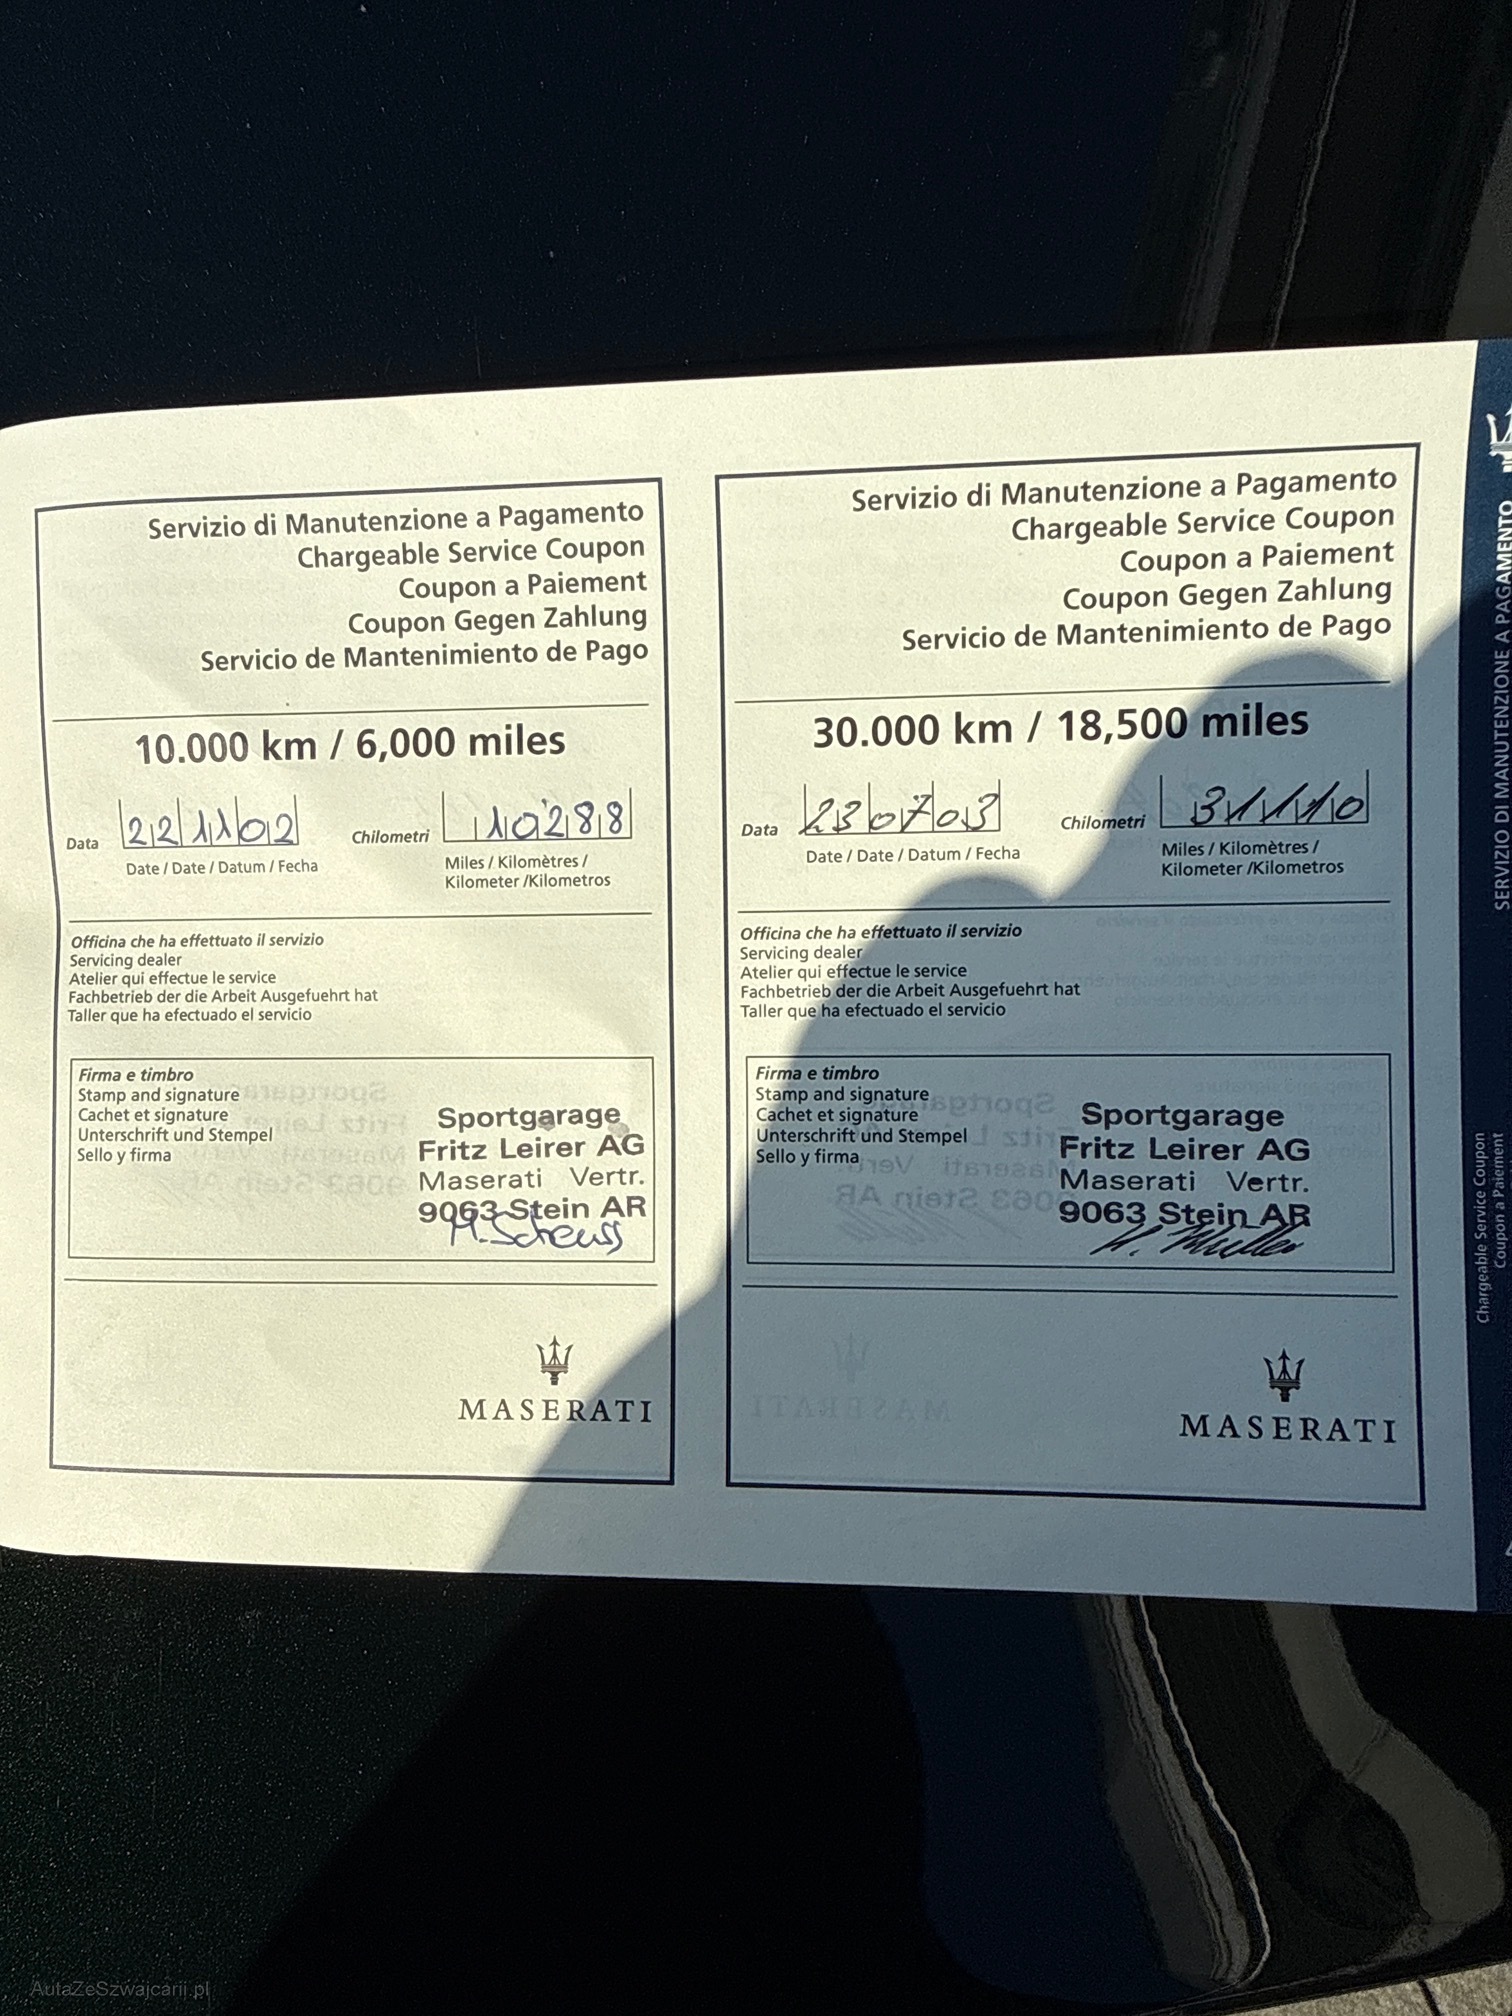 Servizio di Manutenzione a Pagamento
Chargeable Service Coupon
Coupon a Paiement
Coupon Gegen Zahlung
Servicio de Mantenimiento de Pago
10.000 km / 6,000 miles
Data 221102 Chilometri 10288
Date / Date / Datum / Fecha
Miles / Kilomètres /
Kilometer /Kilometros
Officina che ha effettuato il servizio
Servicing dealer
Atelier qui effectue le service
Fachbetrieb der die Arbeit Ausgefuehrt hat
Taller que ha efectuado el servicio
Firma e timbro
Stamp and signature
Cachet et signature
Unterschrift und Stempel
Sello y firma
Sportgarage
Fritz Leirer AG
Maserati Vertr.
9063 Stein AR
MASERATI
Servizio di Manutenzione a Pagamento
Chargeable Service Coupon
Coupon a Paiement
Coupon Gegen Zahlung
Servicio de Mantenimiento de Pago
30.000 km / 18,500 miles
Data 230703 Chilometri 31110
Date / Date / Datum / Fecha
Miles / Kilomètres /
Kilometer /Kilometros
Officina che ha effettuato il servizio
Servicing dealer
Atelier qui effectue le service
Fachbetrieb der die Arbeit Ausgefuehrt hat
Taller que ha efectuado el servicio
Firma e timbro
Stamp and signature
Cachet et signature
Unterschrift und Stempel
Sello y firma
Sportgarage
Fritz Leirer AG
Maserati Vertr.
9063 Stein AR
MASERATI
SERVIZIO DI MANUTENZIONE A PAGAMENTO
Chargeable Service Coupon
Coupon a Paiement
AutaZeSzwajcarii.pl